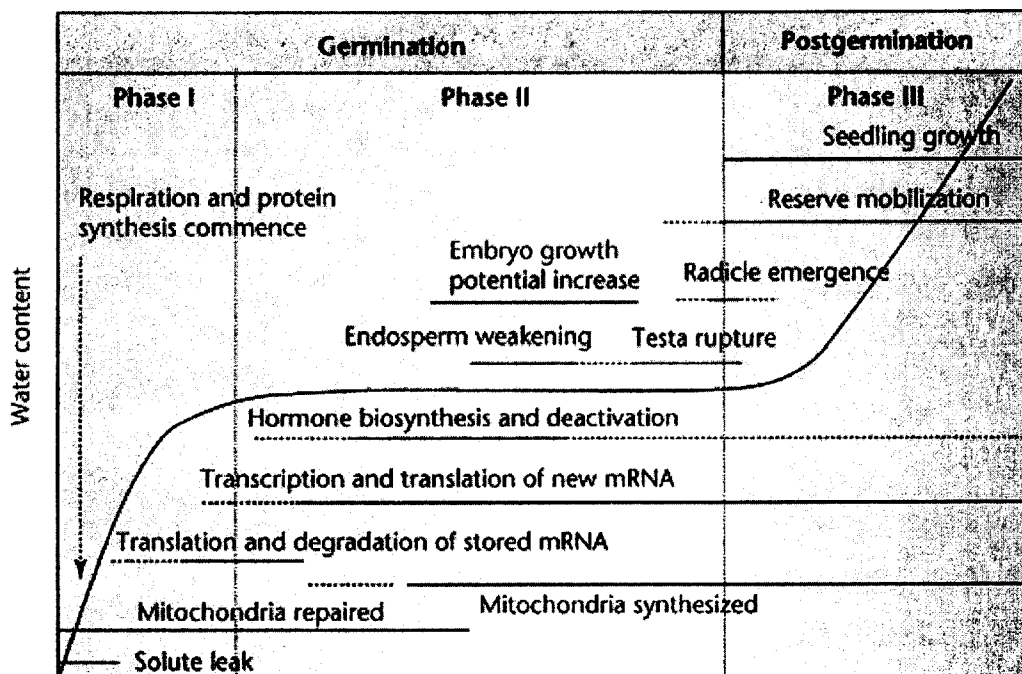 Germination
Postgermination
Phase I
Phase II
Phase III
Seedling growth
Respiration and protein
synthesis commence
Reserve mobilization
Embryo growth
potential increase
Radicle emergence
Endosperm weakening
Testa rupture
Water content
Hormone biosynthesis and deactivation
Transcription and translation of new mRNA
Translation and degradation of stored mRNA
Mitochondria repaired
Mitochondria synthesized
Solute leak